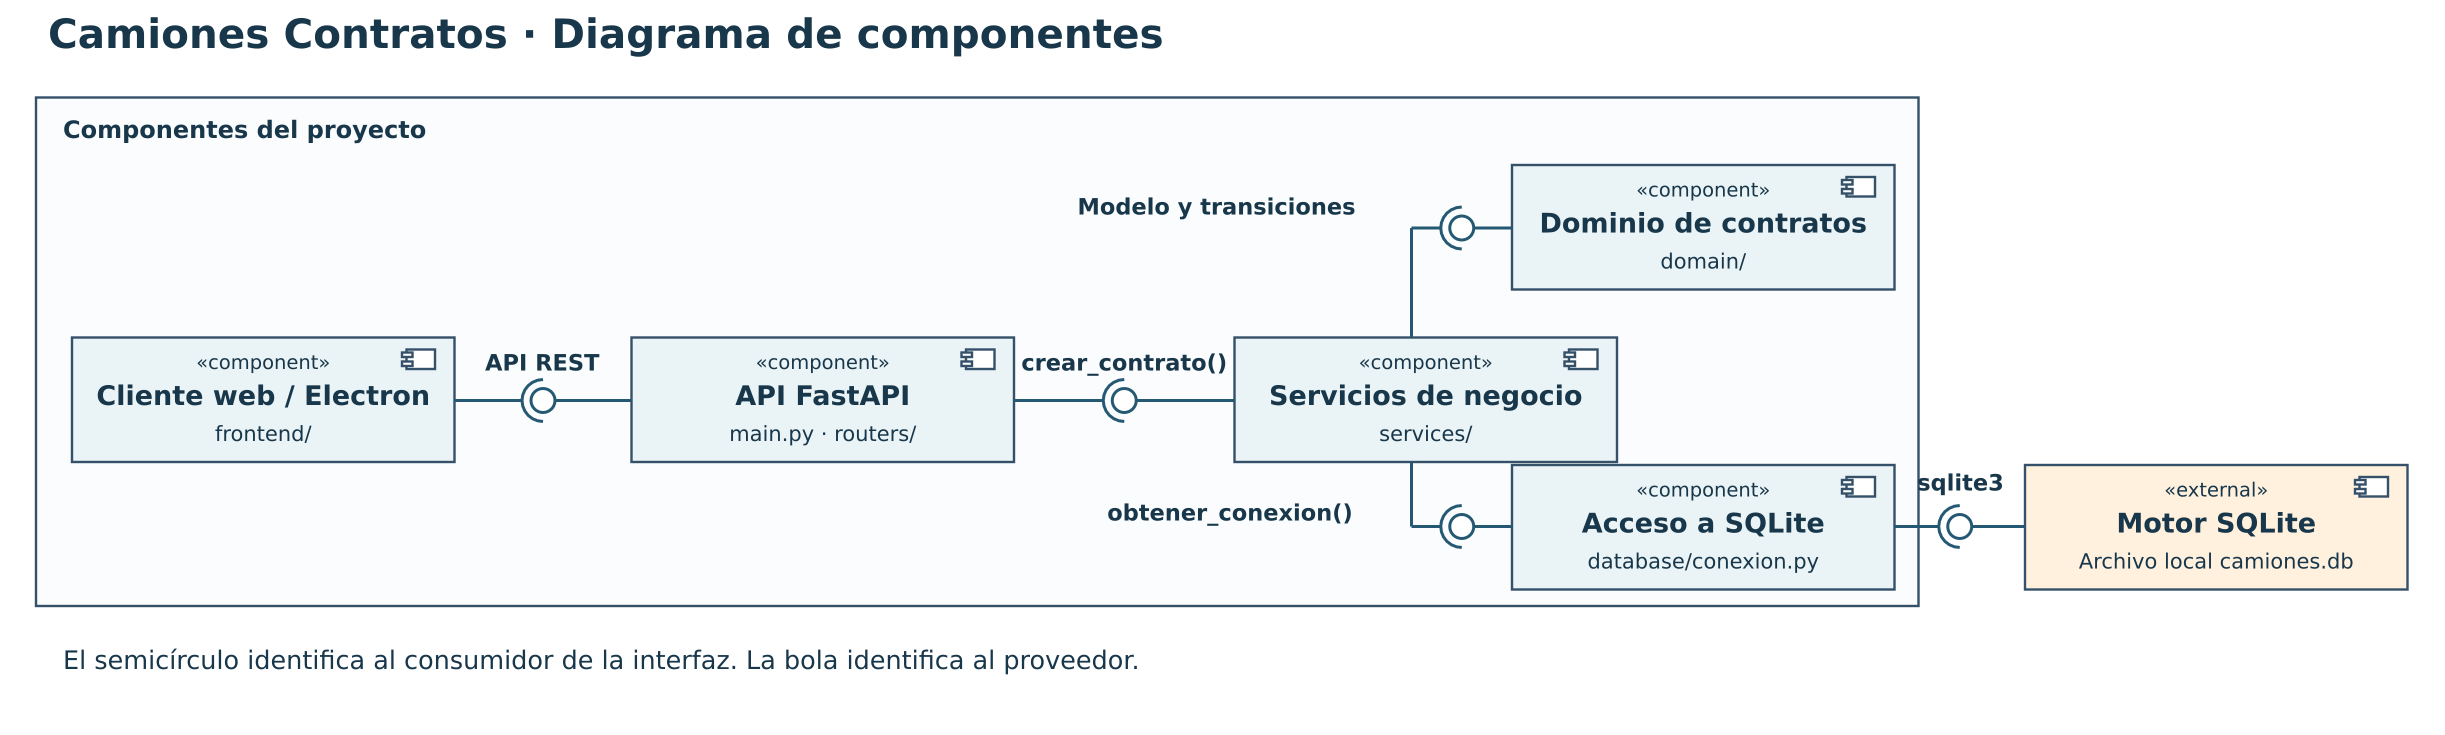 Camiones Contratos · Diagrama de componentes
Componentes del proyecto
Modelo y transiciones
«component»
Dominio de contratos
domain/
«component»
Cliente web / Electron
frontend/
API REST
«component»
API FastAPI
main.py · routers/
crear_contrato()
«component»
Servicios de negocio
services/
obtener_conexion()
«component»
Acceso a SQLite
database/conexion.py
sqlite3
«external»
Motor SQLite
Archivo local camiones.db
El semicírculo identifica al consumidor de la interfaz. La bola identifica al proveedor.